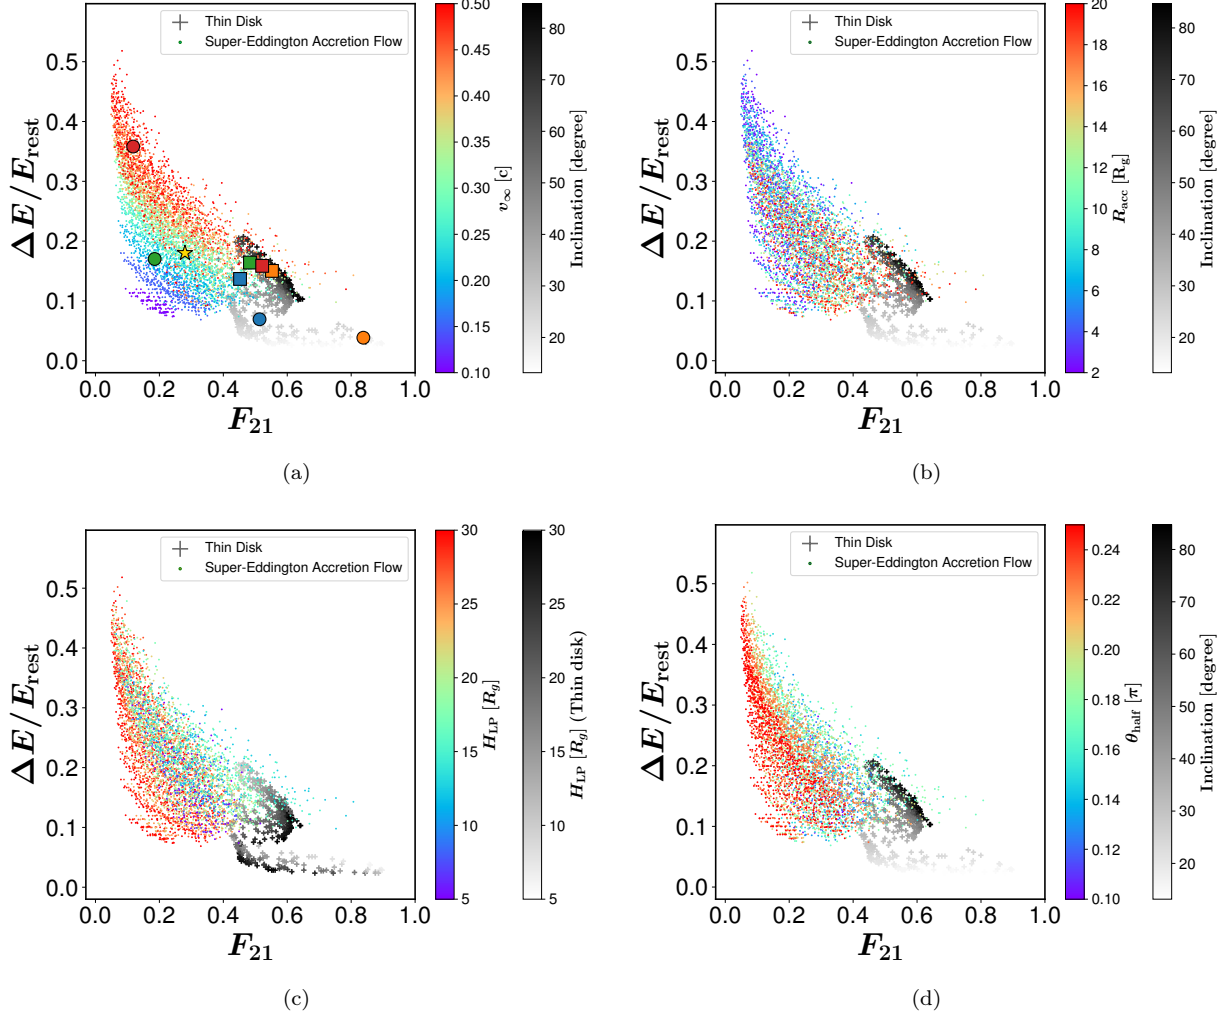 Thin Disk
Super-Eddington Accretion Flow
0.5
0.4
0.3
0.2
0.1
0.0
ΔE/E_rest
0.0 0.2 0.4 0.6 0.8 1.0
F_21
0.50
0.45
0.40
0.35
0.30
0.25
0.20
0.15
0.10
v_∞ [c]
80
70
60
50
40
30
20
Inclination [degree]
(a)
Thin Disk
Super-Eddington Accretion Flow
0.5
0.4
0.3
0.2
0.1
0.0
ΔE/E_rest
0.0 0.2 0.4 0.6 0.8 1.0
F_21
20
18
16
14
12
10
8
6
4
2
R_acc [R_g]
80
70
60
50
40
30
20
Inclination [degree]
(b)
Thin Disk
Super-Eddington Accretion Flow
0.5
0.4
0.3
0.2
0.1
0.0
ΔE/E_rest
0.0 0.2 0.4 0.6 0.8 1.0
F_21
30
25
20
15
10
5
H_LP [R_g]
30
25
20
15
10
5
H_LP [R_g] (Thin disk)
(c)
Thin Disk
Super-Eddington Accretion Flow
0.5
0.4
0.3
0.2
0.1
0.0
ΔE/E_rest
0.0 0.2 0.4 0.6 0.8 1.0
F_21
0.24
0.22
0.20
0.18
0.16
0.14
0.12
0.10
θ_half [π]
80
70
60
50
40
30
20
Inclination [degree]
(d)